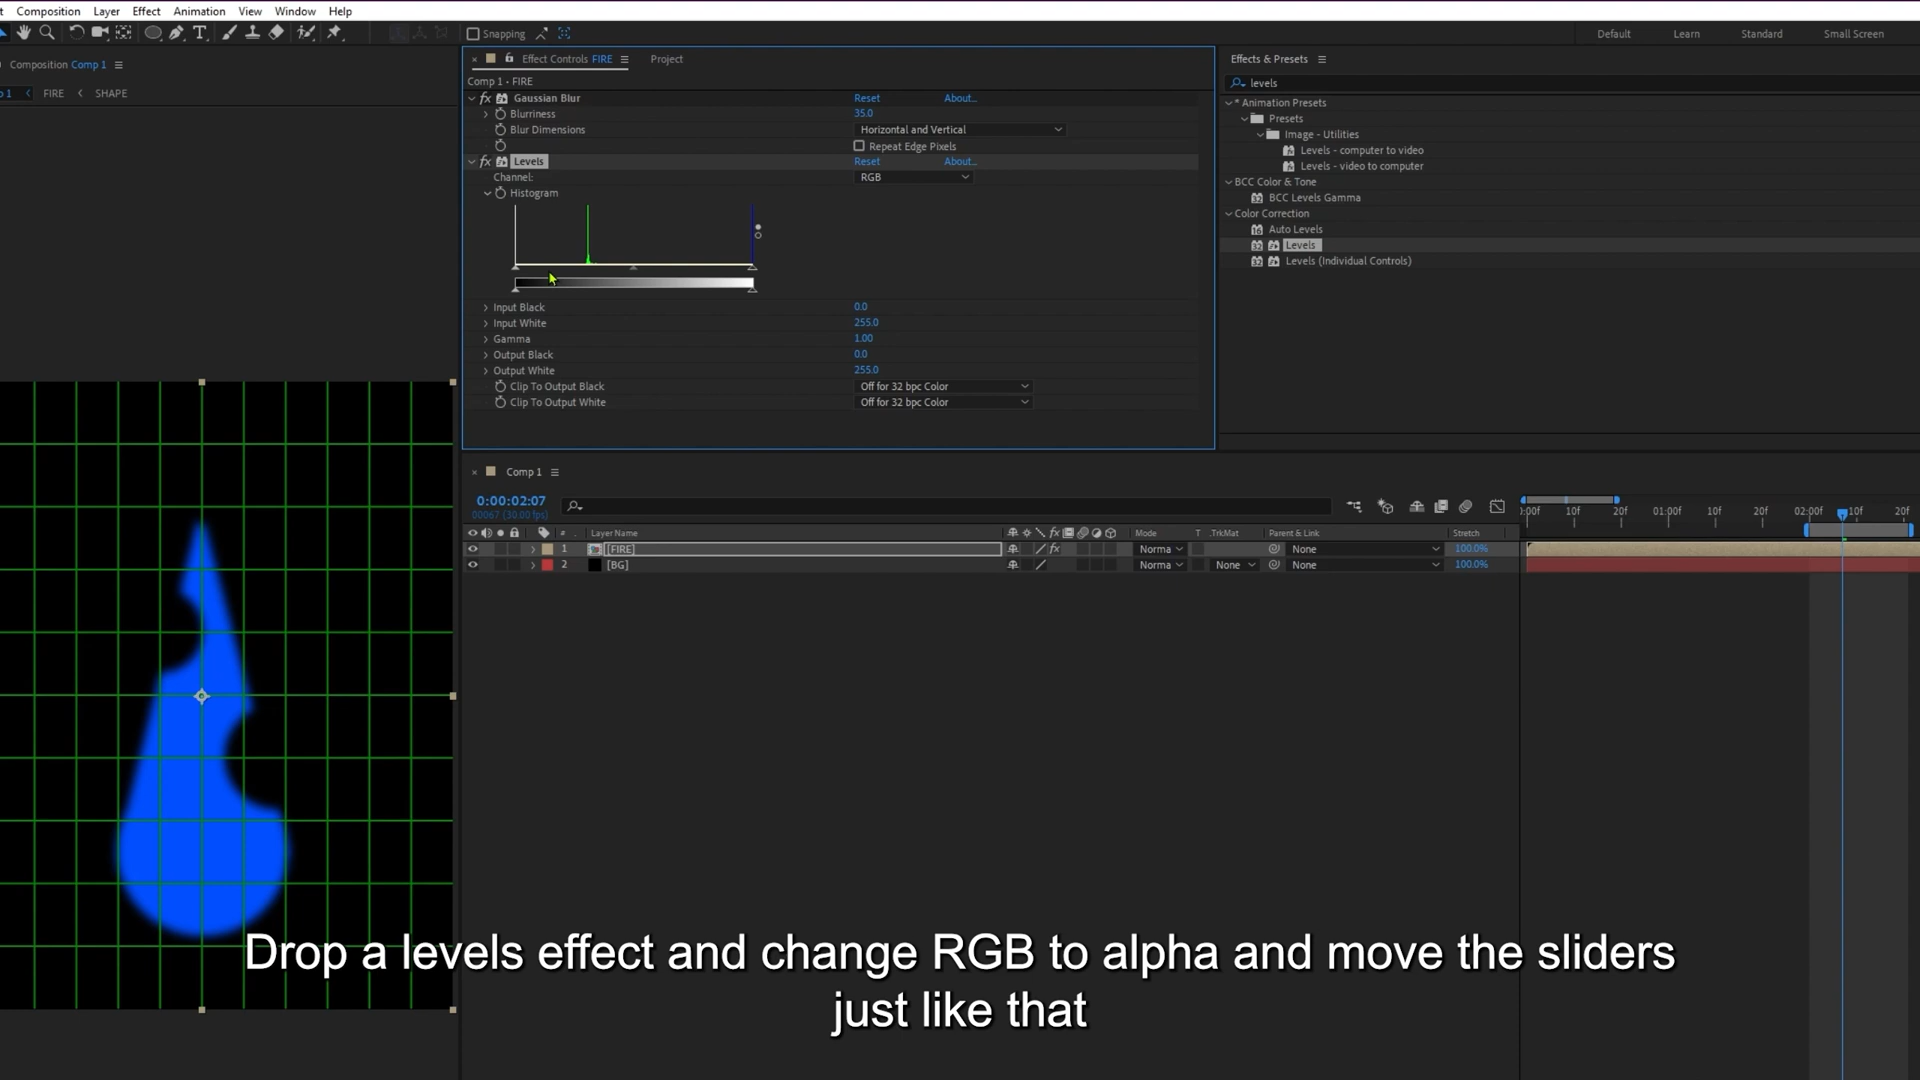 Composition Layer Effect Animation View Window Help
Snapping
Default Learn Standard Small Screen
Composition Comp 1
FIRE < SHAPE
Effect Controls FIRE
Project
Comp 1 • FIRE
fx Gaussian Blur Reset About...
Blurriness 35.0
Blur Dimensions Horizontal and Vertical
Repeat Edge Pixels
fx Levels Reset About...
Channel: RGB
Histogram
Input Black 0.0
Input White 255.0
Gamma 1.00
Output Black 0.0
Output White 255.0
Clip To Output Black Off for 32 bpc Color
Clip To Output White Off for 32 bpc Color
Effects & Presets
levels
* Animation Presets
Presets
Image - Utilities
Levels - computer to video
Levels - video to computer
BCC Color & Tone
BCC Levels Gamma
Color Correction
Auto Levels
Levels
Levels (Individual Controls)
Comp 1
0:00:02:07
00067 (30.00 fps)
:00f 10f 20f 01:00f 10f 20f 02:00f 10f 20f
# Layer Name Mode T .TrkMat Parent & Link Stretch
1 [FIRE] Norma None 100.0%
2 [BG] Norma None None 100.0%
Drop a levels effect and change RGB to alpha and move the sliders
just like that